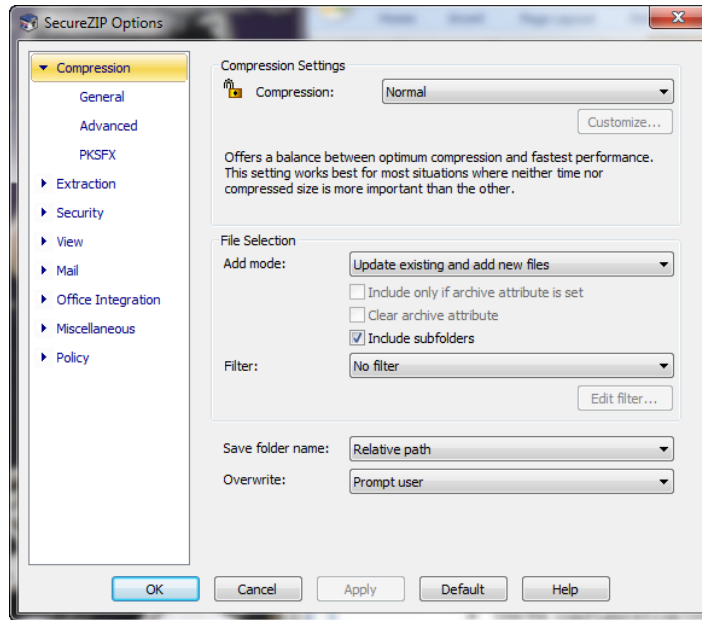 SecureZIP Options
Compression
General
Advanced
PKSFX
Extraction
Security
View
Mail
Office Integration
Miscellaneous
Policy
Compression Settings
Compression: Normal
Customize...
Offers a balance between optimum compression and fastest performance.
This setting works best for most situations where neither time nor
compressed size is more important than the other.
File Selection
Add mode: Update existing and add new files
Include only if archive attribute is set
Clear archive attribute
Include subfolders
Filter: No filter
Edit filter...
Save folder name: Relative path
Overwrite: Prompt user
OK Cancel Apply Default Help